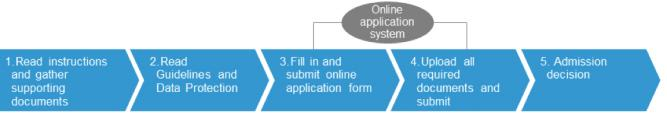 Online
application
system
1.Read instructions
and gather
supporting
documents
2.Read
Guidelines and
Data Protection
3.Fill in and
submit online
application form
4.Upload all
required
documents and
submit
5. Admission
decision